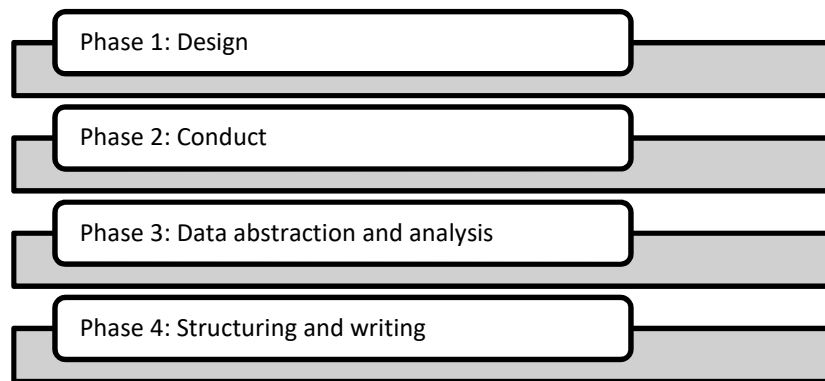 Phase 1: Design
Phase 2: Conduct
Phase 3: Data abstraction and analysis
Phase 4: Structuring and writing